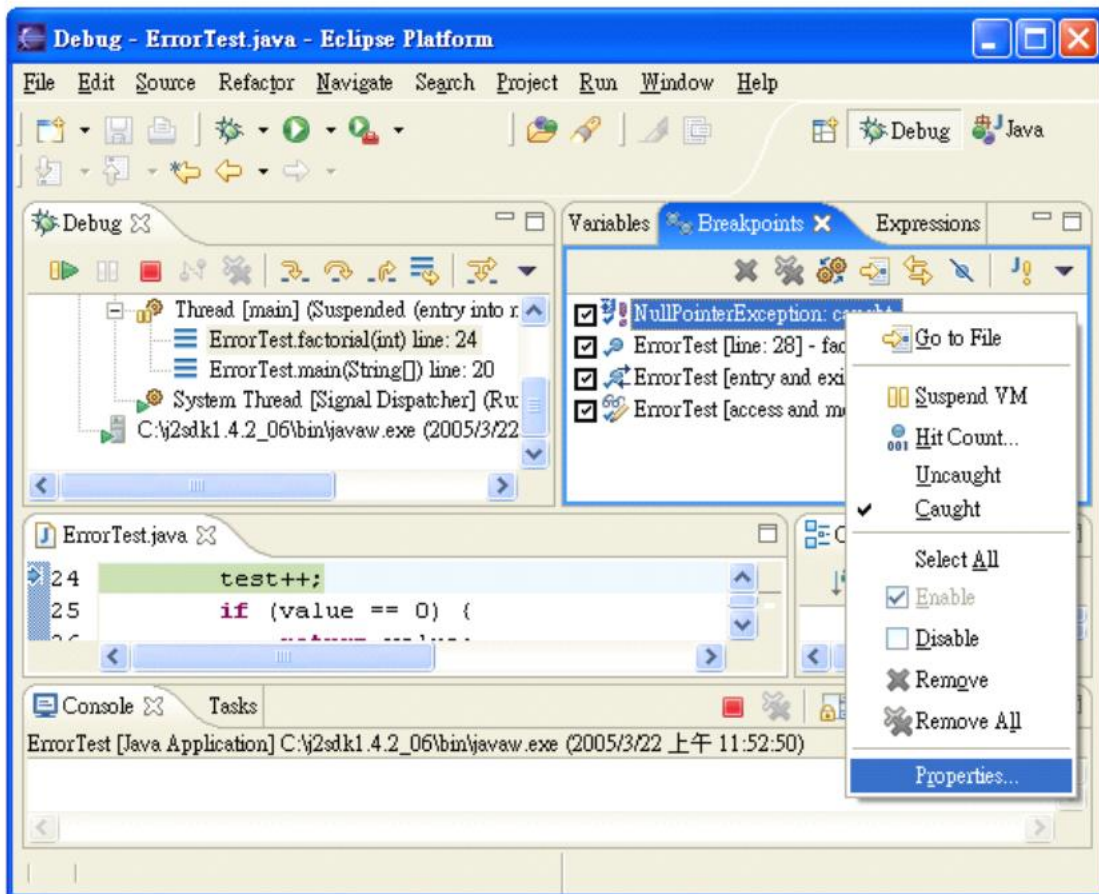 Debug - ErrorTest.java - Eclipse Platform
File Edit Source Refactor Navigate Search Project Run Window Help
Debug Java
Debug
Variables Breakpoints Expressions
Thread [main] (Suspended (entry into
ErrorTest.factorial(int) line: 24
ErrorTest.main(String[]) line: 20
System Thread [Signal Dispatcher]
C:\j2sdk1.4.2_06\bin\javaw.exe (2005/3/22
NullPointerException:
ErrorTest [line: 28] -
ErrorTest [entry and
ErrorTest [access and
Go to File
Suspend VM
Hit Count...
Uncaught
Caught
Select All
Enable
Disable
Remove
Remove All
Properties...
ErrorTest.java
24 test++;
25 if (value == 0) {
Console Tasks
ErrorTest [Java Application] C:\j2sdk1.4.2_06\bin\javaw.exe (2005/3/22 上午 11:52:50)